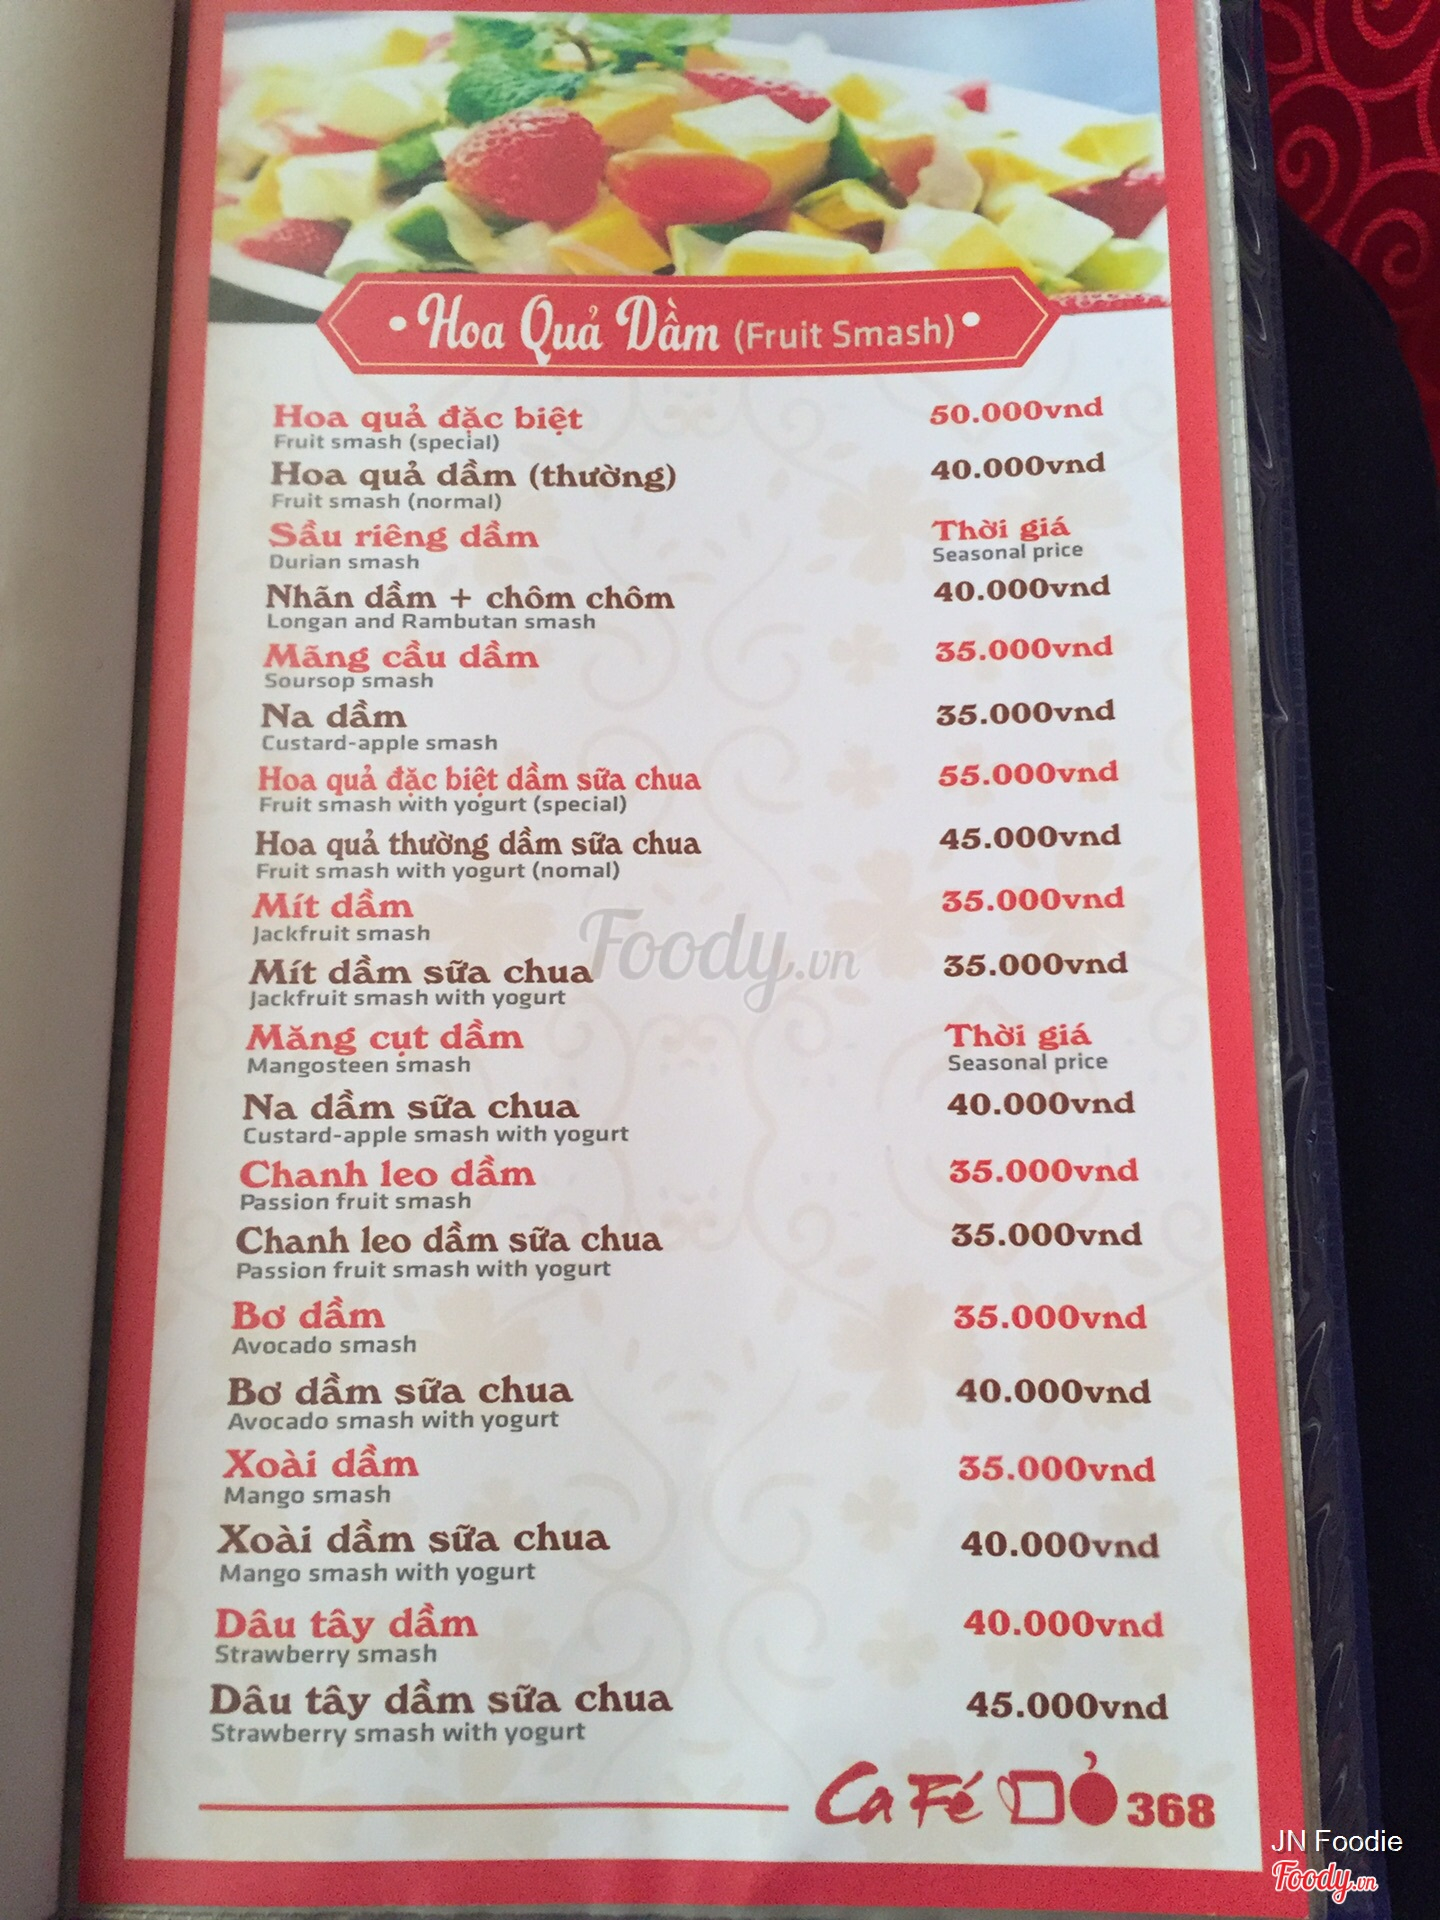 • Hoa Quả Dầm (Fruit Smash) •
Hoa quả đặc biệt 50.000vnd
Fruit smash (special)
Hoa quả dầm (thường) 40.000vnd
Fruit smash (normal)
Sầu riêng dầm Thời giá
Durian smash Seasonal price
Nhãn dầm + chôm chôm 40.000vnd
Longan and Rambutan smash
Mãng cầu dầm 35.000vnd
Soursop smash
Na dầm 35.000vnd
Custard-apple smash
Hoa quả đặc biệt dầm sữa chua 55.000vnd
Fruit smash with yogurt (special)
Hoa quả thường dầm sữa chua 45.000vnd
Fruit smash with yogurt (nomal)
Mít dầm 35.000vnd
Jackfruit smash
Mít dầm sữa chua 35.000vnd
Jackfruit smash with yogurt
Măng cụt dầm Thời giá
Mangosteen smash Seasonal price
Na dầm sữa chua 40.000vnd
Custard-apple smash with yogurt
Chanh leo dầm 35.000vnd
Passion fruit smash
Chanh leo dầm sữa chua 35.000vnd
Passion fruit smash with yogurt
Bơ dầm 35.000vnd
Avocado smash
Bơ dầm sữa chua 40.000vnd
Avocado smash with yogurt
Xoài dầm 35.000vnd
Mango smash
Xoài dầm sữa chua 40.000vnd
Mango smash with yogurt
Dâu tây dầm 40.000vnd
Strawberry smash
Dâu tây dầm sữa chua 45.000vnd
Strawberry smash with yogurt
Ca Fé ĐỎ 368
Foody.vn
JN Foodie
Foody.vn